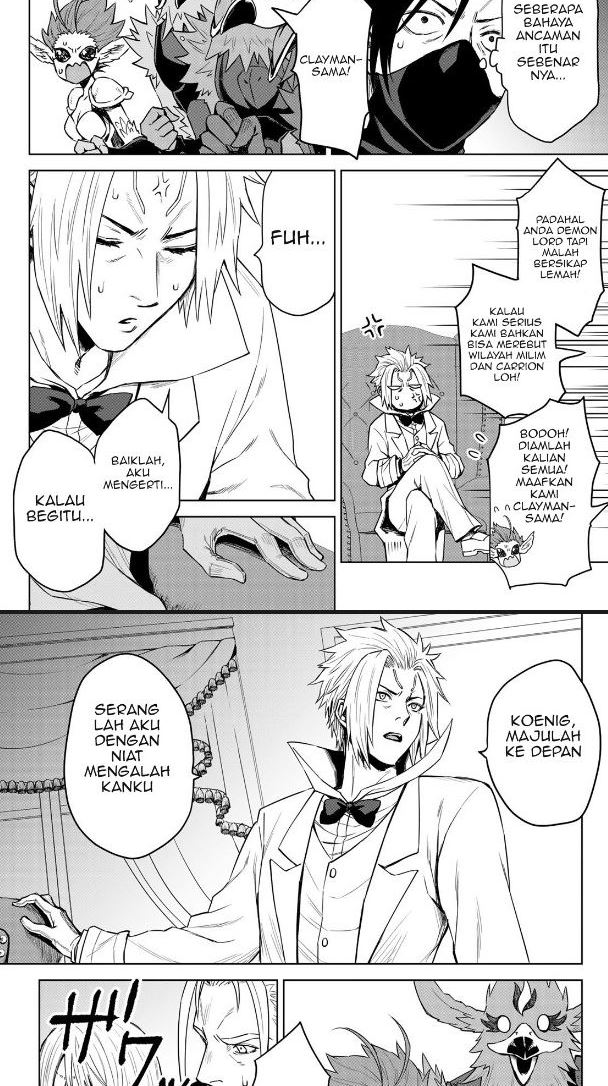 SEBERAPA
BAHAYA
ANCAMAN
ITU
SEBENAR
NYA...
CLAYMAN-
SAMA!
PADAHAL
ANDA DEMON
LORD TAPI
MALAH
BERSIKAP
LEMAH!
KALAU
KAMI SERIUS
KAMI BAHKAN
BISA MEREBUT
WILAYAH MILIM
DAN CARRION
LOH!
BODOH!
DIAMLAH
KALIAN
SEMUA!
MAAFKAN
KAMI
CLAYMAN-
SAMA!
FUH...
BAIKLAH,
AKU
MENGERTI...
KALAU
BEGITU...
KOENIG,
MAJULAH
KE DEPAN
SERANG
LAH AKU
DENGAN
NIAT
MENGALAH
KANKU
ザワ